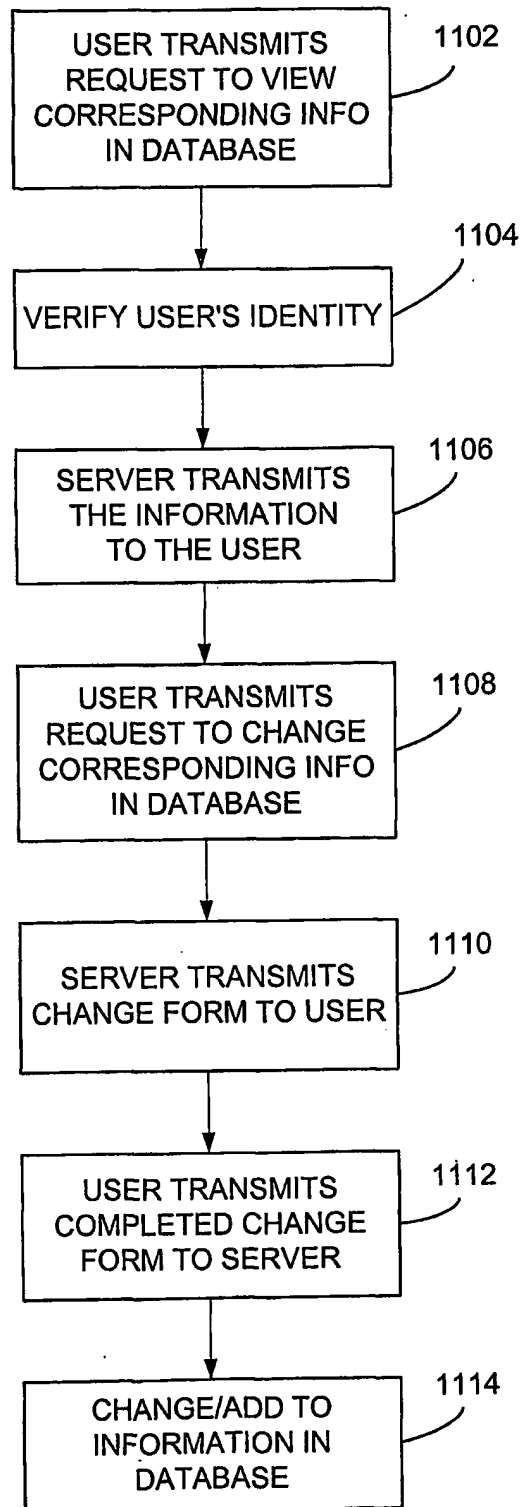 USER TRANSMITS
REQUEST TO VIEW
CORRESPONDING INFO
IN DATABASE
1102
VERIFY USER'S IDENTITY
1104
SERVER TRANSMITS
THE INFORMATION
TO THE USER
1106
USER TRANSMITS
REQUEST TO CHANGE
CORRESPONDING INFO
IN DATABASE
1108
SERVER TRANSMITS
CHANGE FORM TO USER
1110
USER TRANSMITS
COMPLETED CHANGE
FORM TO SERVER
1112
CHANGE/ADD TO
INFORMATION IN
DATABASE
1114